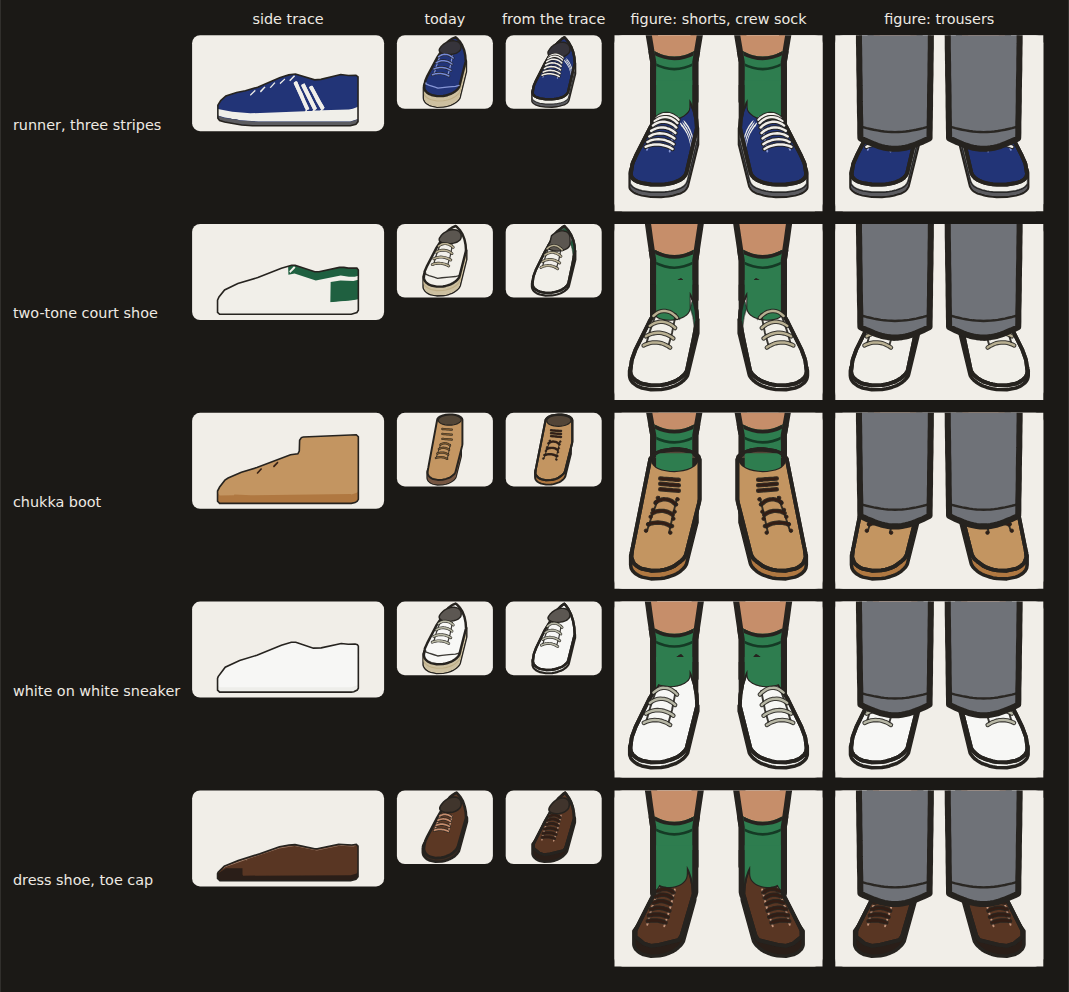 side trace
today
from the trace
figure: shorts, crew sock
figure: trousers
runner, three stripes
two-tone court shoe
chukka boot
white on white sneaker
dress shoe, toe cap